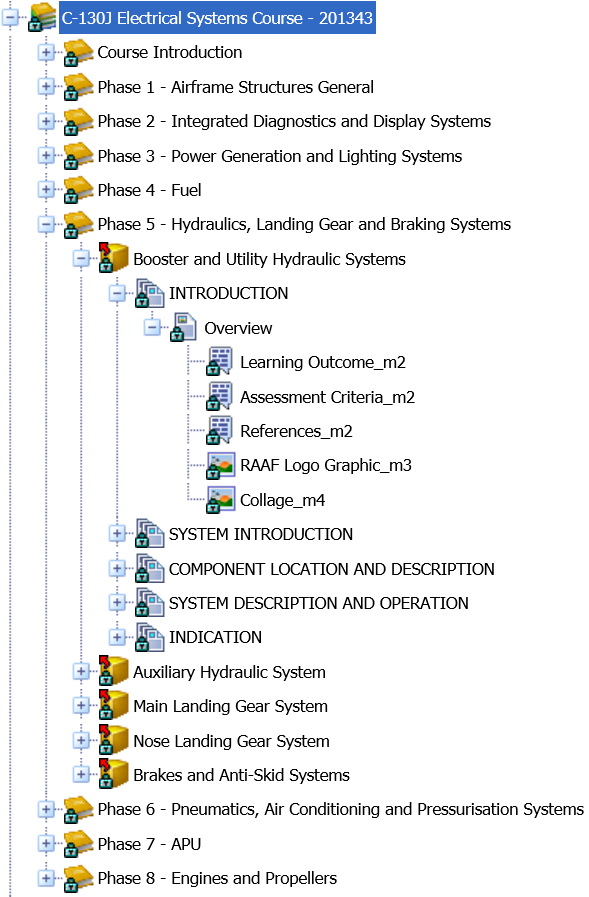 C-130J Electrical Systems Course - 201343
Course Introduction
Phase 1 - Airframe Structures General
Phase 2 - Integrated Diagnostics and Display Systems
Phase 3 - Power Generation and Lighting Systems
Phase 4 - Fuel
Phase 5 - Hydraulics, Landing Gear and Braking Systems
Booster and Utility Hydraulic Systems
INTRODUCTION
Overview
Learning Outcome_m2
Assessment Criteria_m2
References_m2
RAAF Logo Graphic_m3
Collage_m4
SYSTEM INTRODUCTION
COMPONENT LOCATION AND DESCRIPTION
SYSTEM DESCRIPTION AND OPERATION
INDICATION
Auxiliary Hydraulic System
Main Landing Gear System
Nose Landing Gear System
Brakes and Anti-Skid Systems
Phase 6 - Pneumatics, Air Conditioning and Pressurisation Systems
Phase 7 - APU
Phase 8 - Engines and Propellers